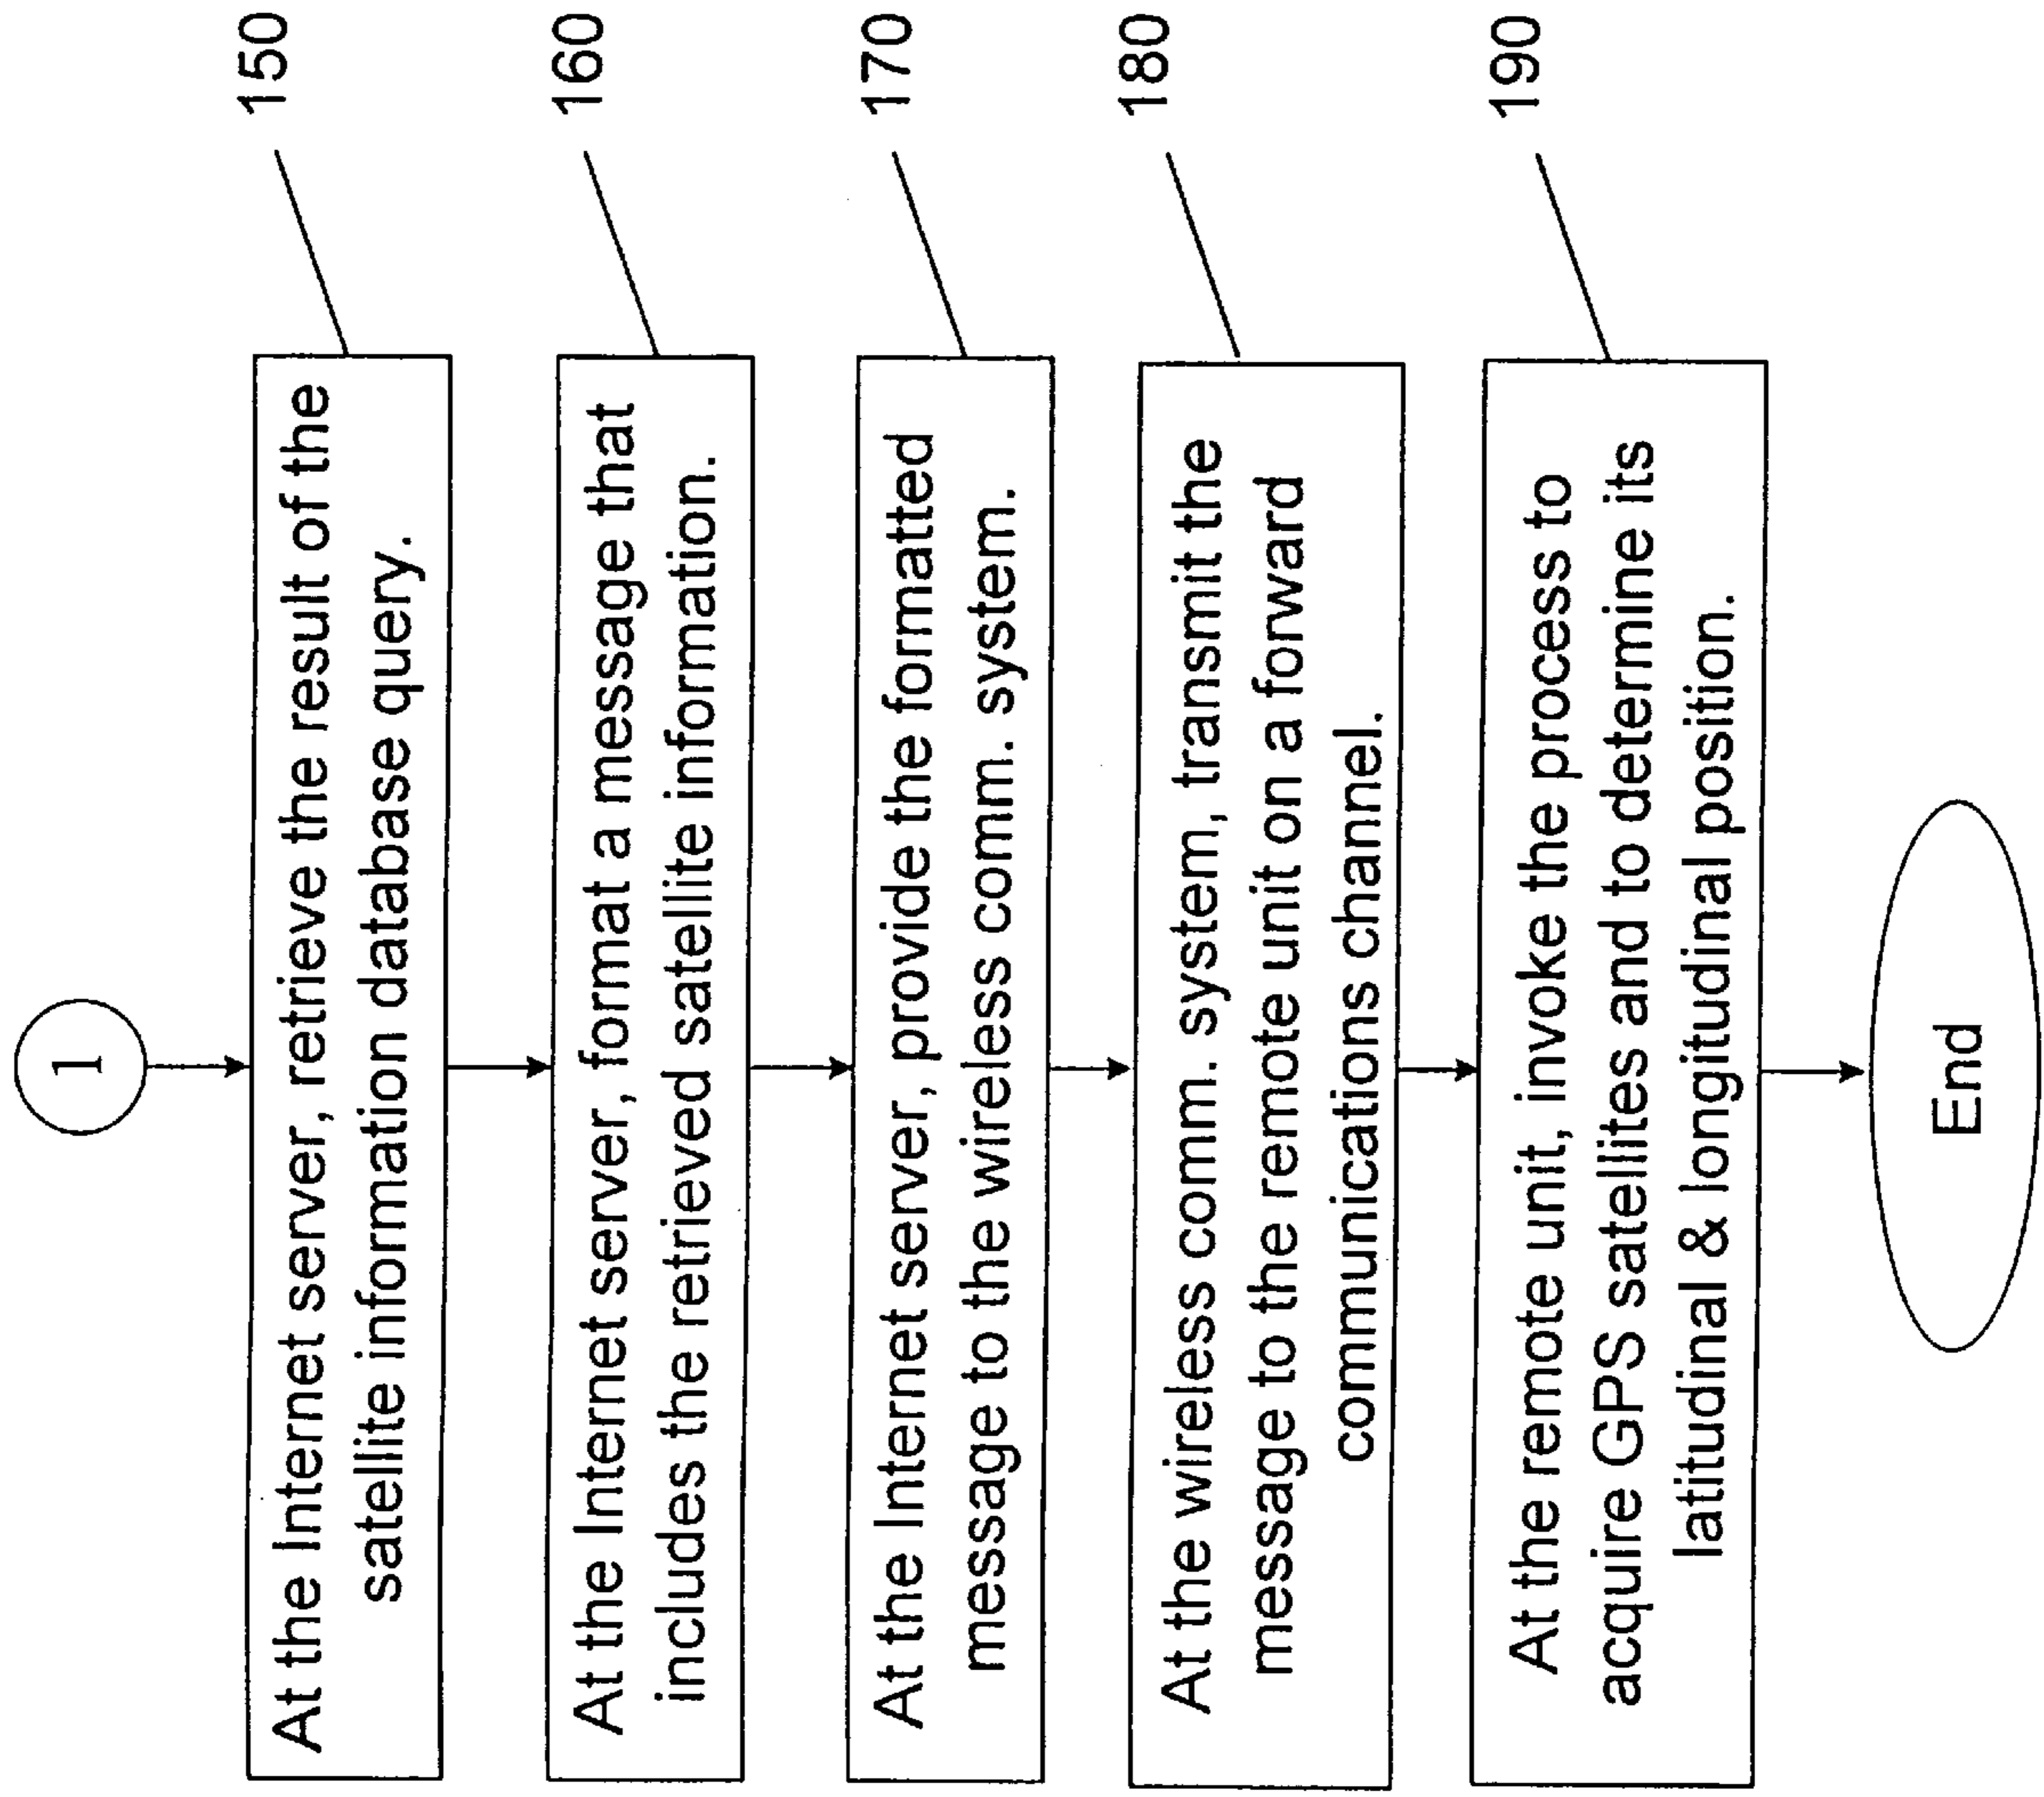 1
At the Internet server, retrieve the result of the
satellite information database query.
150
At the Internet server, format a message that
includes the retrieved satellite information.
160
At the Internet server, provide the formatted
message to the wireless comm. system.
170
At the wireless comm. system, transmit the
message to the remote unit on a forward
communications channel.
180
At the remote unit, invoke the process to
acquire GPS satellites and to determine its
latitudinal & longitudinal position.
190
End